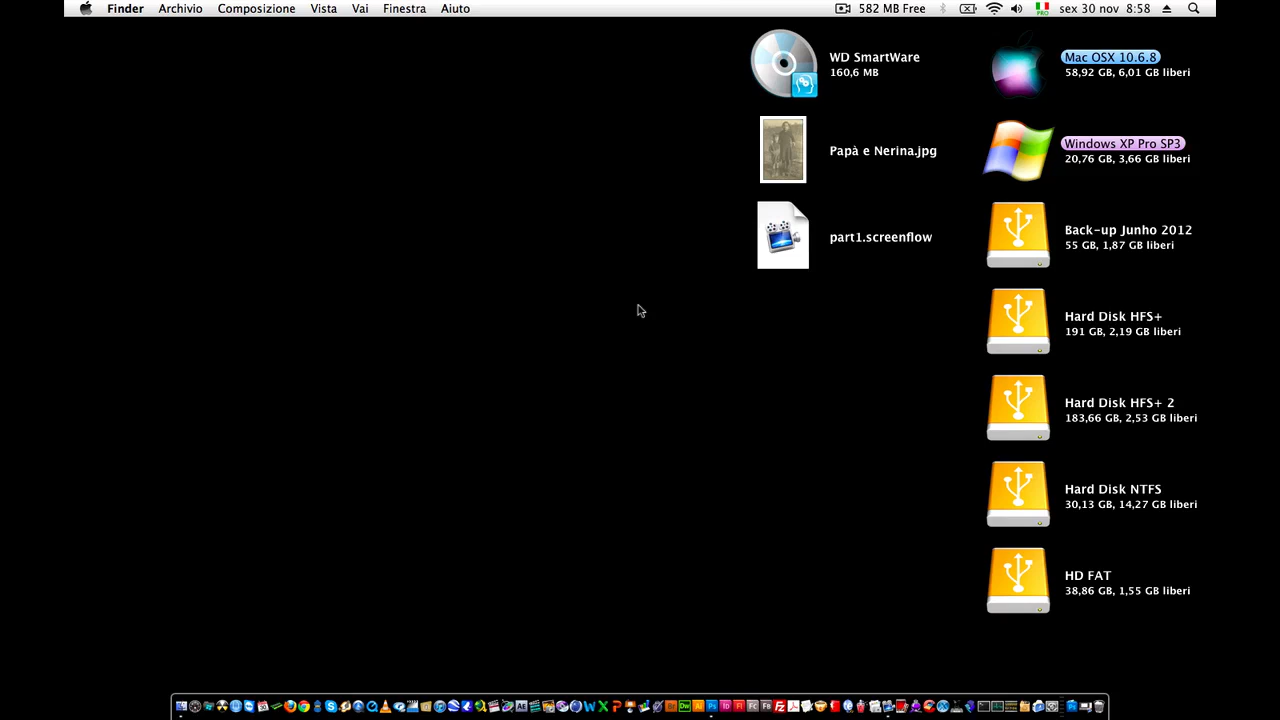 Finder Archivio Composizione Vista Vai Finestra Aiuto 582 MB Free PRO sex 30 nov 8:58
WD SmartWare
160,6 MB
Mac OSX 10.6.8
58,92 GB, 6,01 GB liberi
Papà e Nerina.jpg
Windows XP Pro SP3
20,76 GB, 3,66 GB liberi
part1.screenflow
Back-up Junho 2012
55 GB, 1,87 GB liberi
Hard Disk HFS+
191 GB, 2,19 GB liberi
Hard Disk HFS+ 2
183,66 GB, 2,53 GB liberi
Hard Disk NTFS
30,13 GB, 14,27 GB liberi
HD FAT
38,86 GB, 1,55 GB liberi